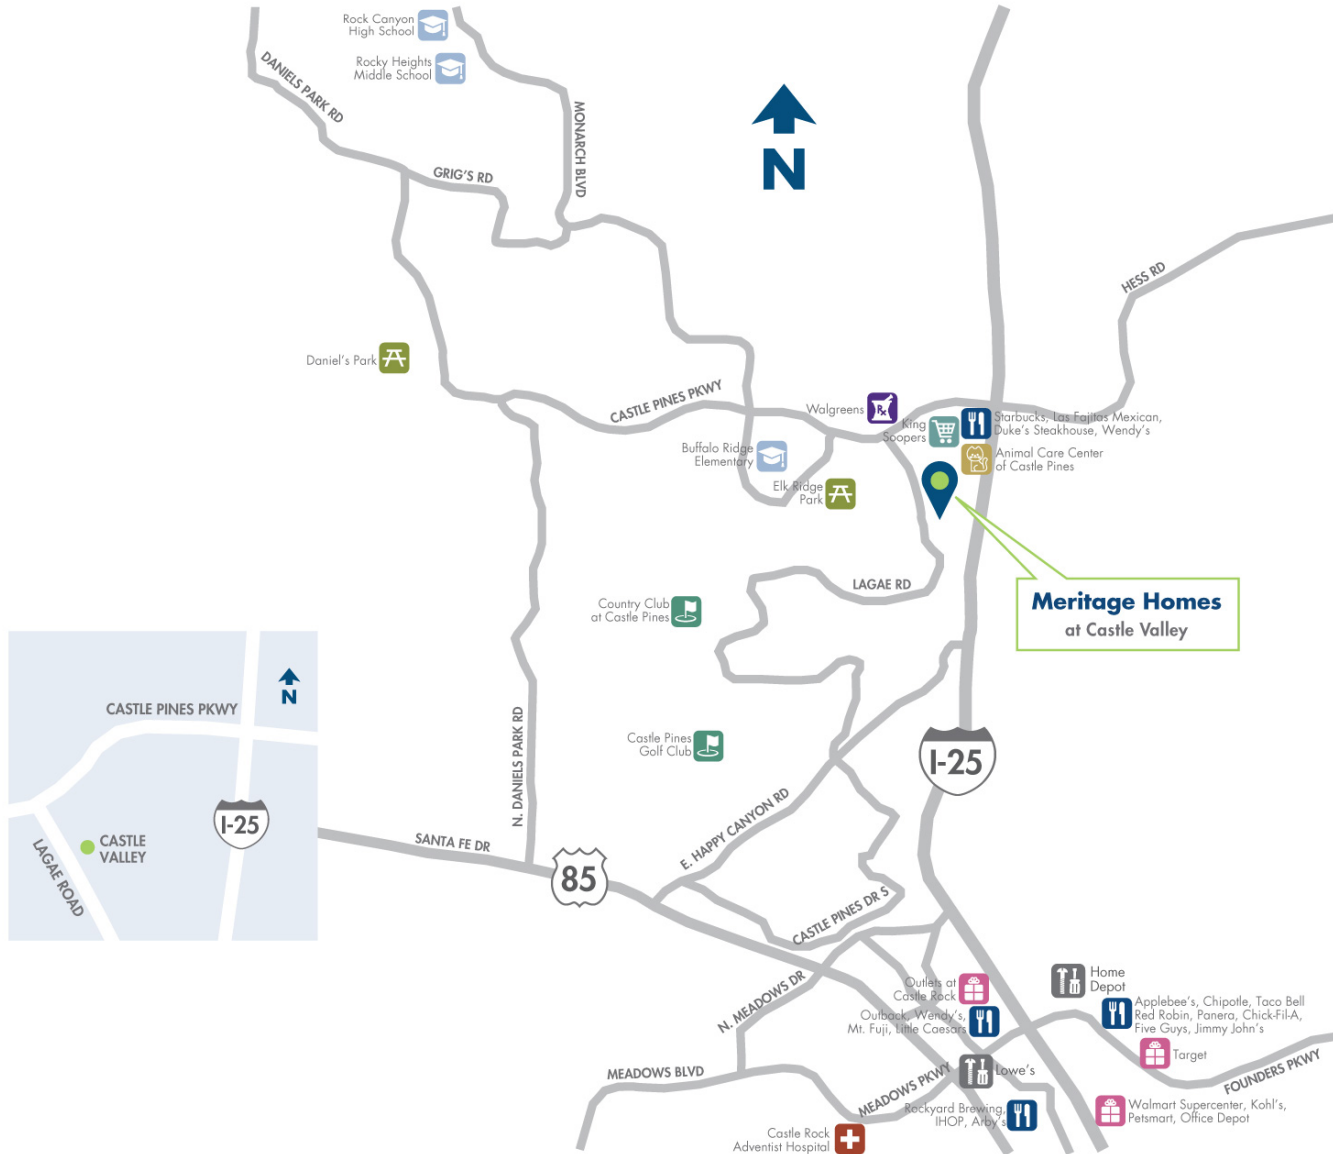 Rock Canyon
High School
Rocky Heights
Middle School
DANIELS PARK RD
MONARCH BLVD
GRIG'S RD
N
HESS RD
Daniel's Park
CASTLE PINES PKWY
Walgreens
King
Soopers
Starbucks, Las Fajitas Mexican,
Duke's Steakhouse, Wendy's
Animal Care Center
of Castle Pines
Buffalo Ridge
Elementary
Elk Ridge
Park
LAGAE RD
Meritage Homes
at Castle Valley
Country Club
at Castle Pines
Castle Pines
Golf Club
N. DANIELS PARK RD
I-25
E. HAPPY CANYON RD
SANTA FE DR
85
CASTLE PINES DR S
N. MEADOWS DR
Outlets at
Castle Rock
Outback, Wendy's,
Mt. Fuji, Little Caesars
Home
Depot
Applebee's, Chipotle, Taco Bell
Red Robin, Panera, Chick-Fil-A,
Five Guys, Jimmy John's
Target
FOUNDERS PKWY
MEADOWS BLVD
MEADOWS PKWY
Lowe's
Rockyard Brewing,
IHOP, Arby's
Walmart Supercenter, Kohl's,
Petsmart, Office Depot
Castle Rock
Adventist Hospital
N
CASTLE PINES PKWY
I-25
CASTLE
VALLEY
LAGAE ROAD
Rx